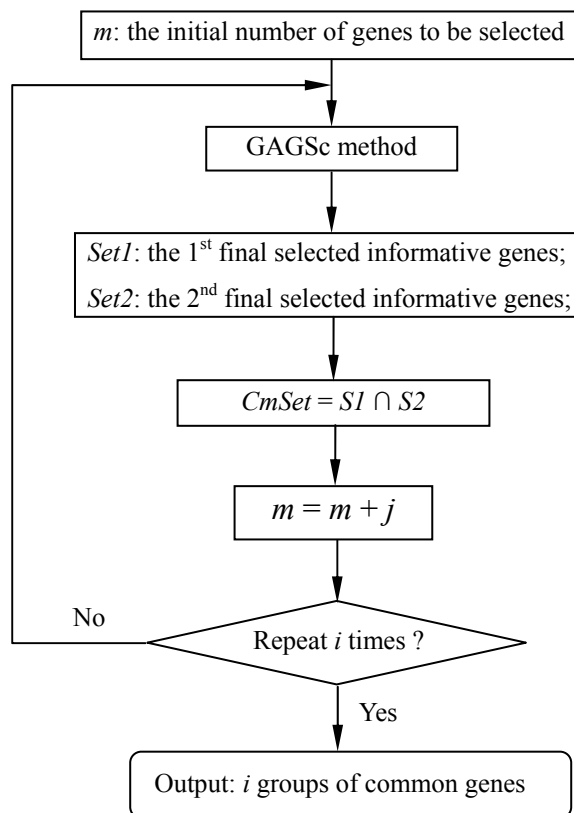 m: the initial number of genes to be selected
GAGSc method
Set1: the 1st final selected informative genes;
Set2: the 2nd final selected informative genes;
CmSet = S1 ∩ S2
m = m + j
No
Repeat i times ?
Yes
Output: i groups of common genes